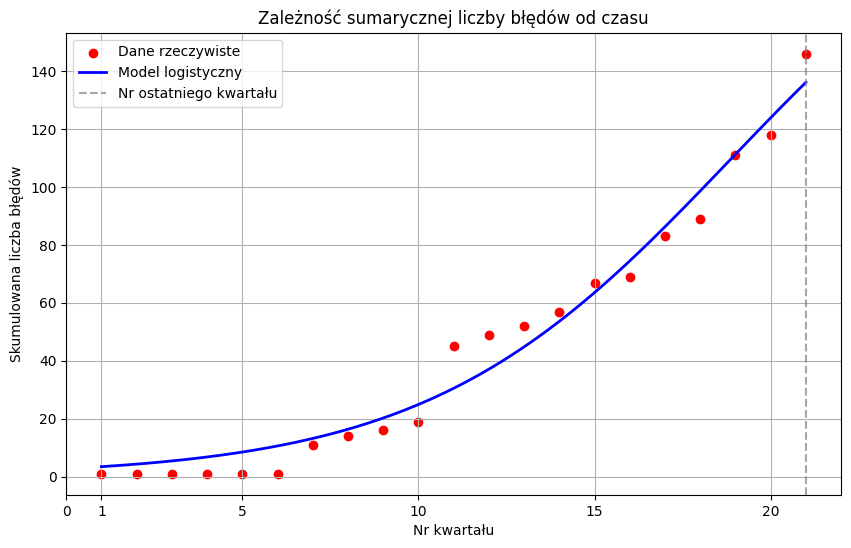 Zależność sumarycznej liczby błędów od czasu
Dane rzeczywiste
Model logistyczny
Nr ostatniego kwartału
Skumulowana liczba błędów
140
120
100
80
60
40
20
0
0 1 5 10 15 20
Nr kwartału